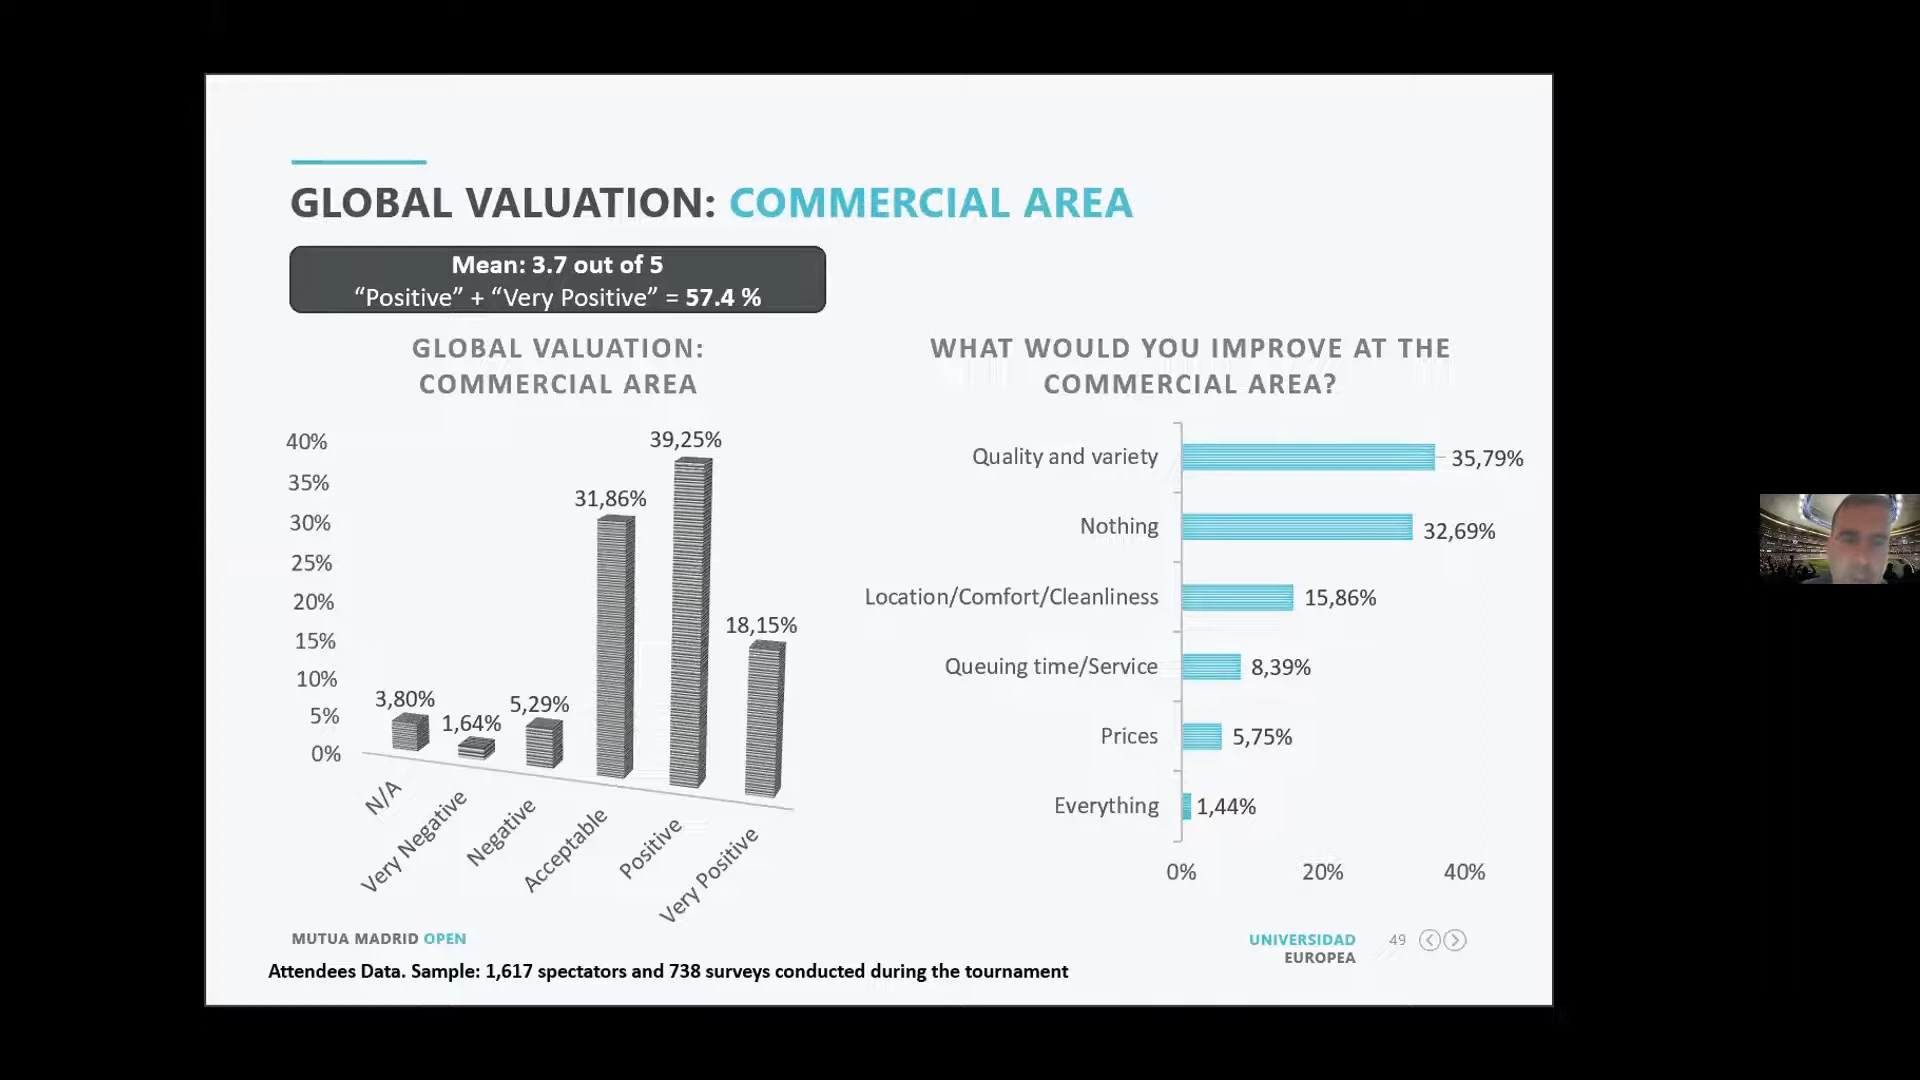 GLOBAL VALUATION: COMMERCIAL AREA
Mean: 3.7 out of 5
“Positive” + “Very Positive” = 57.4 %
GLOBAL VALUATION:
COMMERCIAL AREA
40%
35%
30%
25%
20%
15%
10%
5%
0%
3,80%
1,64%
5,29%
31,86%
39,25%
18,15%
N/A
Very Negative
Negative
Acceptable
Positive
Very Positive
WHAT WOULD YOU IMPROVE AT THE
COMMERCIAL AREA?
Quality and variety 35,79%
Nothing 32,69%
Location/Comfort/Cleanliness 15,86%
Queuing time/Service 8,39%
Prices 5,75%
Everything 1,44%
0% 20% 40%
MUTUA MADRID OPEN
UNIVERSIDAD
EUROPEA
49
Attendees Data. Sample: 1,617 spectators and 738 surveys conducted during the tournament